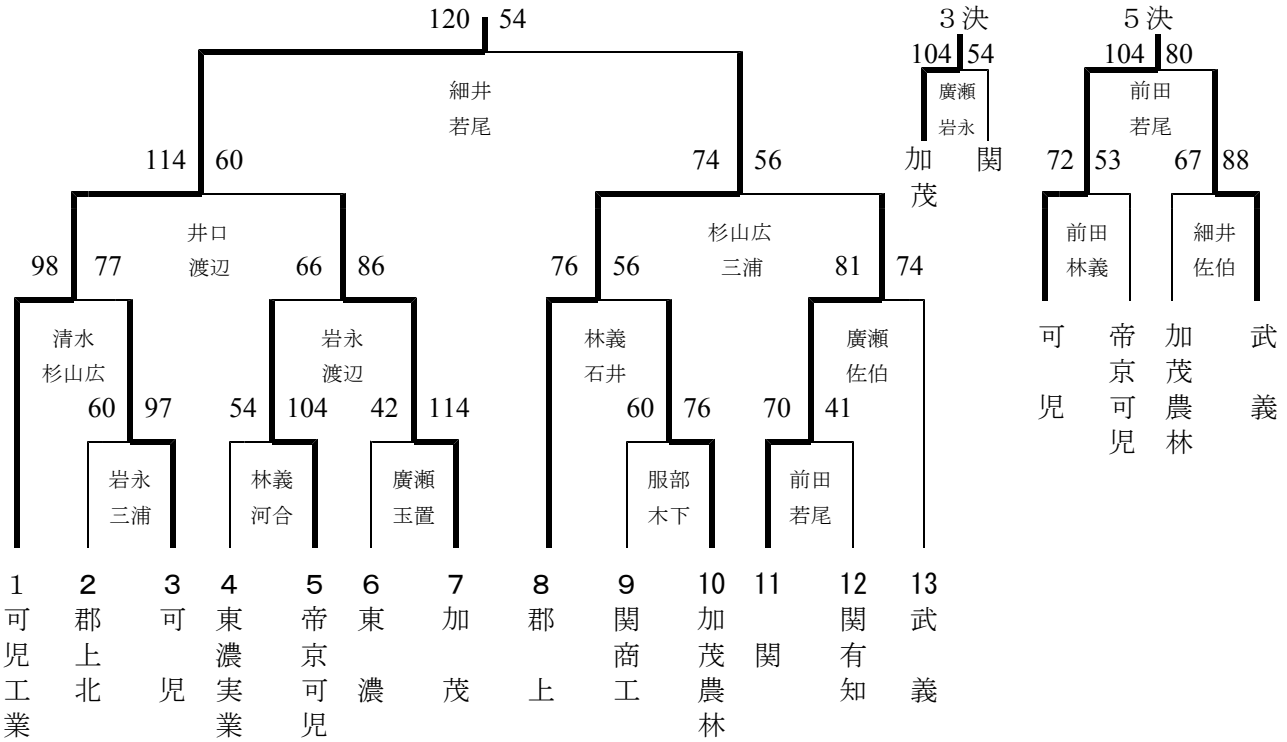 120 54
3決
5決
104 54
104 80
細井
若尾
廣瀬
岩永
前田
若尾
加茂
関
114 60
74 56
72 53
67 88
井口
渡辺
杉山広
三浦
前田
林義
細井
佐伯
98 77
66 86
76 56
81 74
清水
杉山広
岩永
渡辺
林義
石井
廣瀬
佐伯
可児
帝京可児
加茂農林
武義
60 97
54 104
42 114
60 76
70 41
岩永
三浦
林義
河合
廣瀬
玉置
服部
木下
前田
若尾
1 可児工業
2 郡上北
3 可児
4 東濃実業
5 帝京可児
6 東濃
7 加茂
8 郡上
9 関商工
10 加茂農林
11 関
12 関有知
13 武義